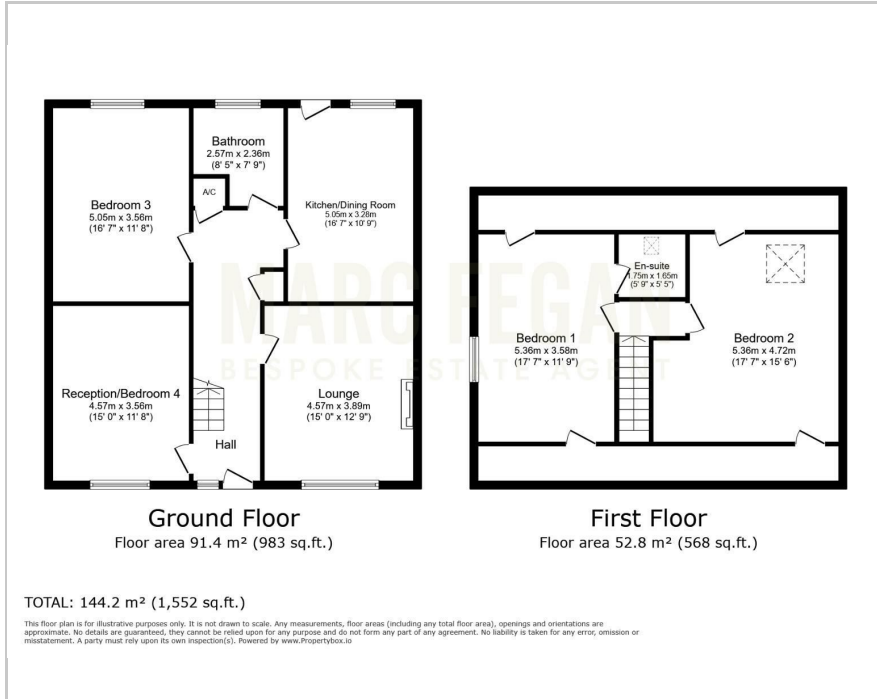 Bathroom
2.57m x 2.36m
(8' 5" x 7' 9")
A/C
Bedroom 3
5.05m x 3.56m
(16' 7" x 11' 8")
Kitchen/Dining Room
5.05m x 3.28m
(16' 7" x 10' 9")
Reception/Bedroom 4
4.57m x 3.56m
(15' 0" x 11' 8")
Hall
Lounge
4.57m x 3.89m
(15' 0" x 12' 9")
En-suite
1.75m x 1.65m
(5' 9" x 5' 5")
Bedroom 1
5.36m x 3.58m
(17' 7" x 11' 9")
Bedroom 2
5.36m x 4.72m
(17' 7" x 15' 6")
MARC FEGAN
BESPOKE ESTATE AGENT
Ground Floor
Floor area 91.4 m² (983 sq.ft.)
First Floor
Floor area 52.8 m² (568 sq.ft.)
TOTAL: 144.2 m² (1,552 sq.ft.)
This floor plan is for illustrative purposes only. It is not drawn to scale. Any measurements, floor areas (including any total floor area), openings and orientations are
approximate. No details are guaranteed, they cannot be relied upon for any purpose and do not form any part of any agreement. No liability is taken for any error, omission or
misstatement. A party must rely upon its own inspection(s). Powered by www.Propertybox.io